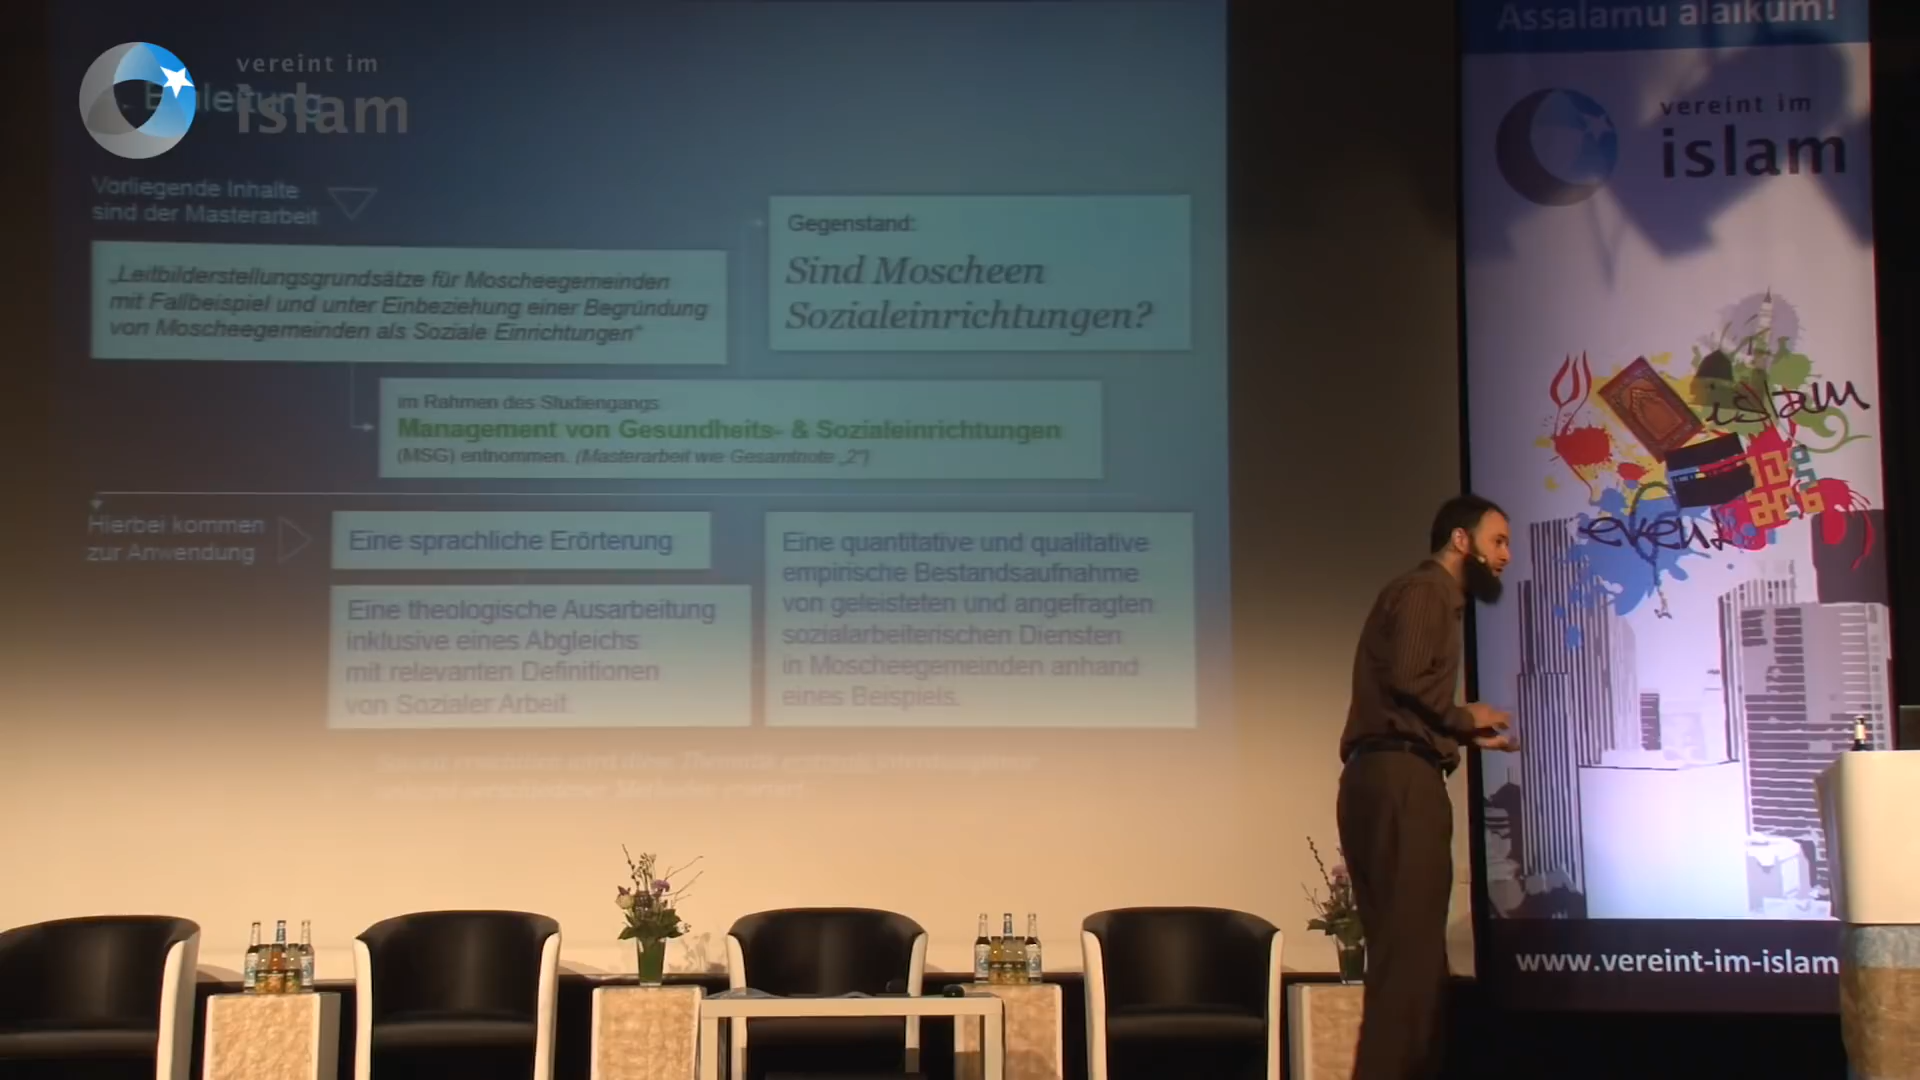 vereint im
islam
Vorliegende Inhalte
sind der Masterarbeit
„Leitbilderstellungsgrundsätze für Moscheegemeinden
mit Fallbeispiel und unter Einbeziehung einer Begründung
von Moscheegemeinden als Soziale Einrichtungen“
Gegenstand:
Sind Moscheen
Sozialeinrichtungen?
im Rahmen des Studiengangs
Management von Gesundheits- & Sozialeinrichtungen
(MSG) entnommen. (Masterarbeit wie Gesamtnote „2“)
Hierbei kommen
zur Anwendung
Eine sprachliche Erörterung
Eine theologische Ausarbeitung
inklusive eines Abgleichs
mit relevanten Definitionen
von Sozialer Arbeit
Eine quantitative und qualitative
empirische Bestandsaufnahme
von geleisteten und angefragten
sozialarbeiterischen Diensten
in Moscheegemeinden anhand
eines Beispiels.
Assalamu alaikum!
vereint im
islam
islam
event
www.vereint-im-islam